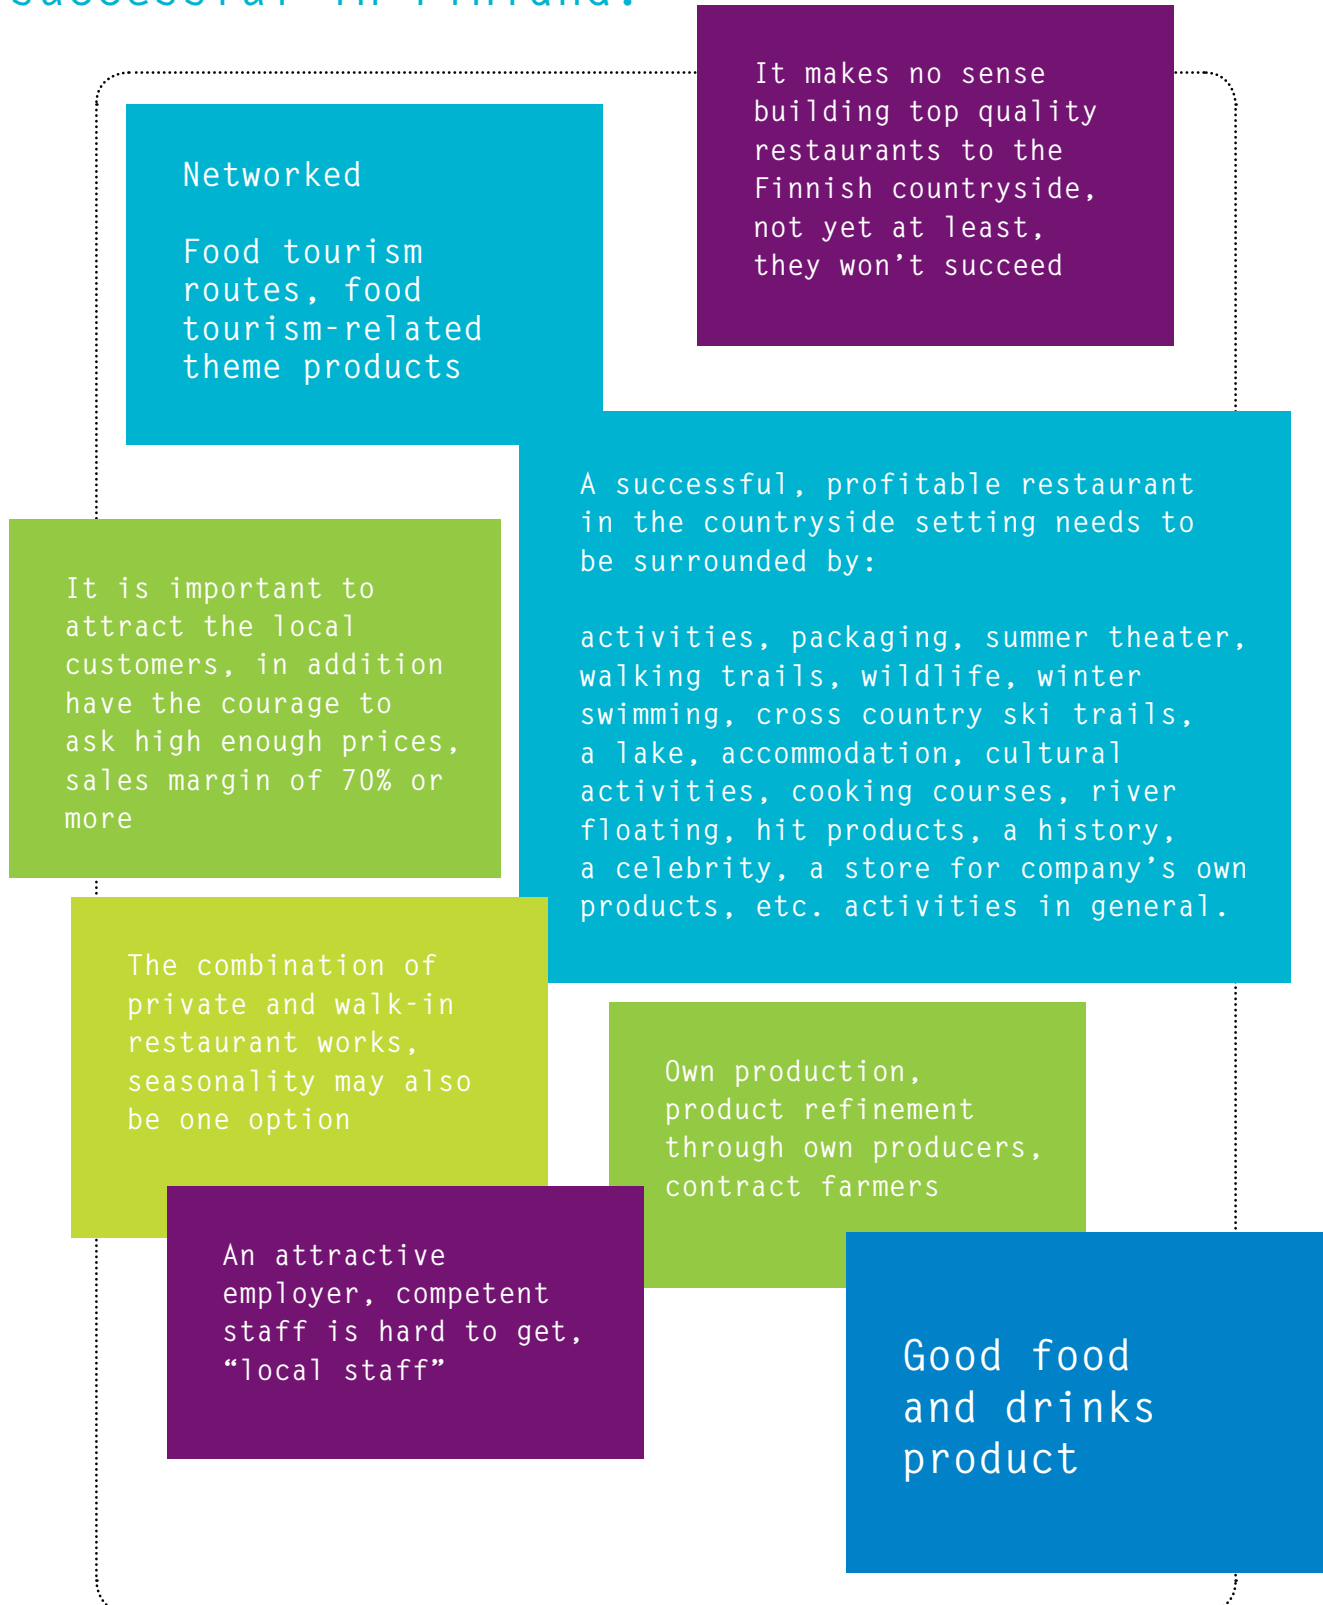 successful in Finland?
It makes no sense
building top quality
restaurants to the
Finnish countryside,
not yet at least,
they won’t succeed
Networked
Food tourism
routes, food
tourism-related
theme products
A successful, profitable restaurant
in the countryside setting needs to
be surrounded by:
activities, packaging, summer theater,
walking trails, wildlife, winter
swimming, cross country ski trails,
a lake, accommodation, cultural
activities, cooking courses, river
floating, hit products, a history,
a celebrity, a store for company’s own
products, etc. activities in general.
It is important to
attract the local
customers, in addition
have the courage to
ask high enough prices,
sales margin of 70% or
more
The combination of
private and walk-in
restaurant works,
seasonality may also
be one option
Own production,
product refinement
through own producers,
contract farmers
An attractive
employer, competent
staff is hard to get,
“local staff”
Good food
and drinks
product